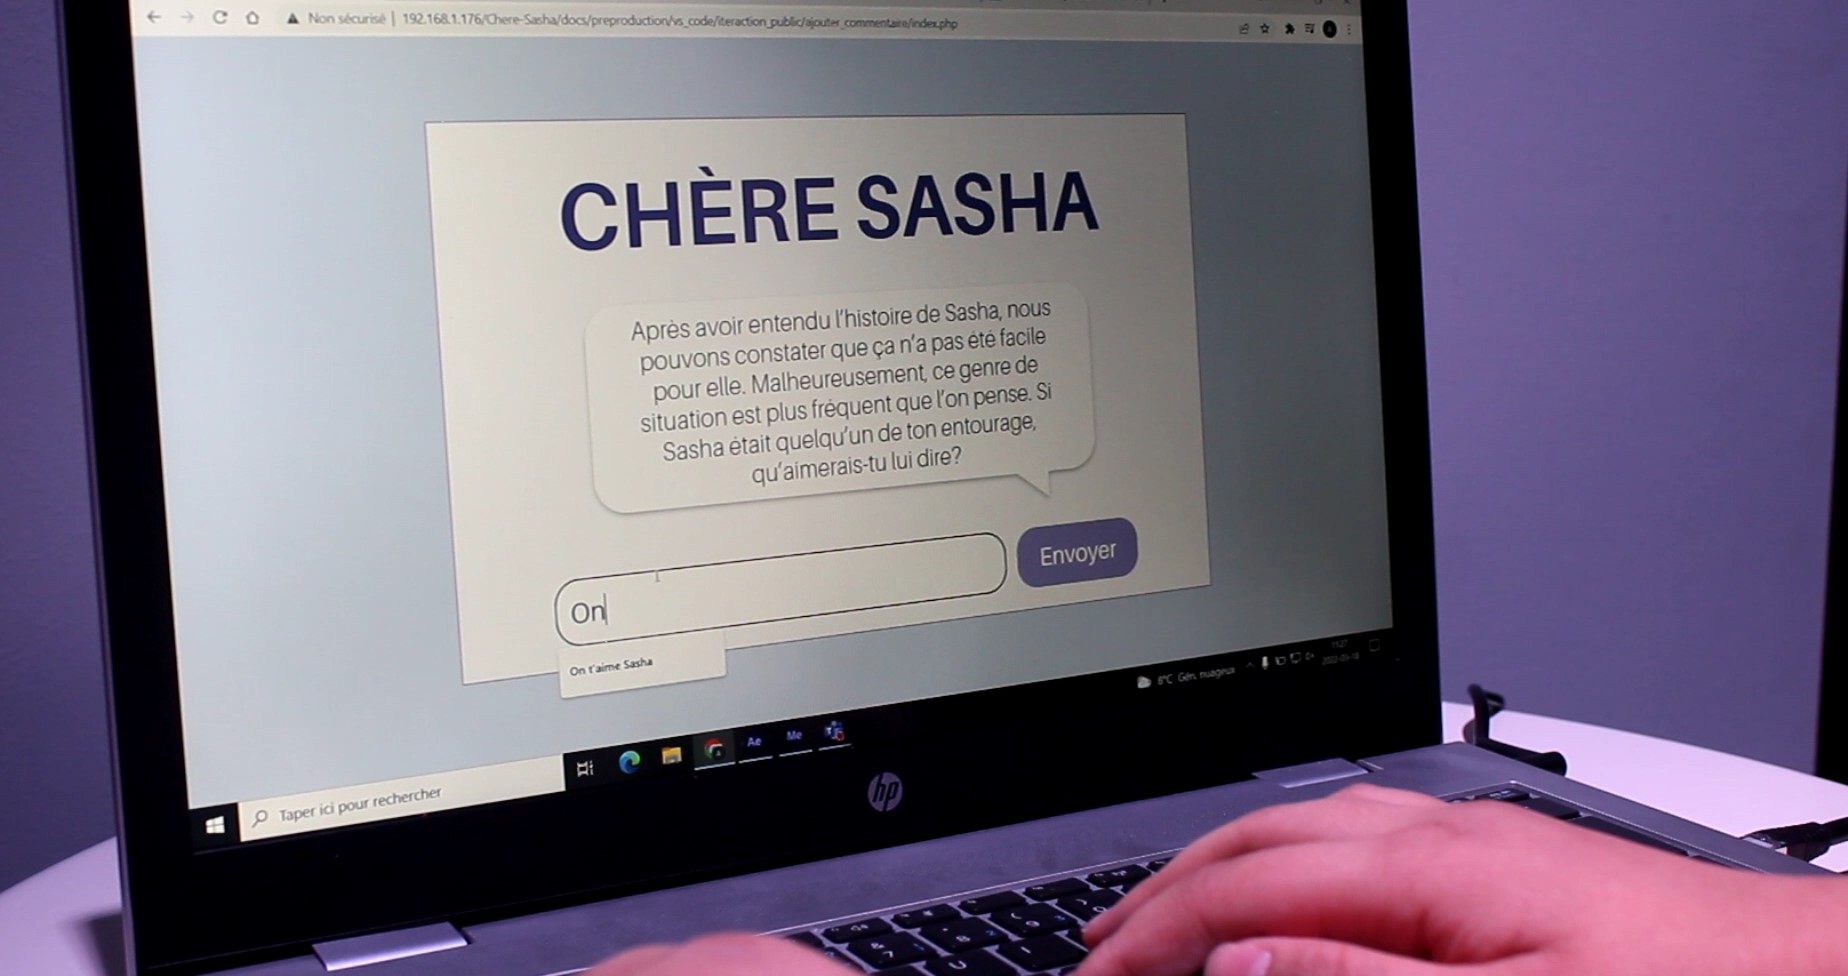 Non sécurisé | 192.168.1.176/Chere-Sasha/docs/preproduction/vs_code/iteraction_public/ajouter_commentaire/index.php
CHÈRE SASHA
Après avoir entendu l'histoire de Sasha, nous
pouvons constater que ça n'a pas été facile
pour elle. Malheureusement, ce genre de
situation est plus fréquent que l'on pense. Si
Sasha était quelqu'un de ton entourage,
qu'aimerais-tu lui dire?
On
Envoyer
On t'aime Sasha
8°C Gén. nuageux
2022-03-18
Taper ici pour rechercher
Ae
Me
hp